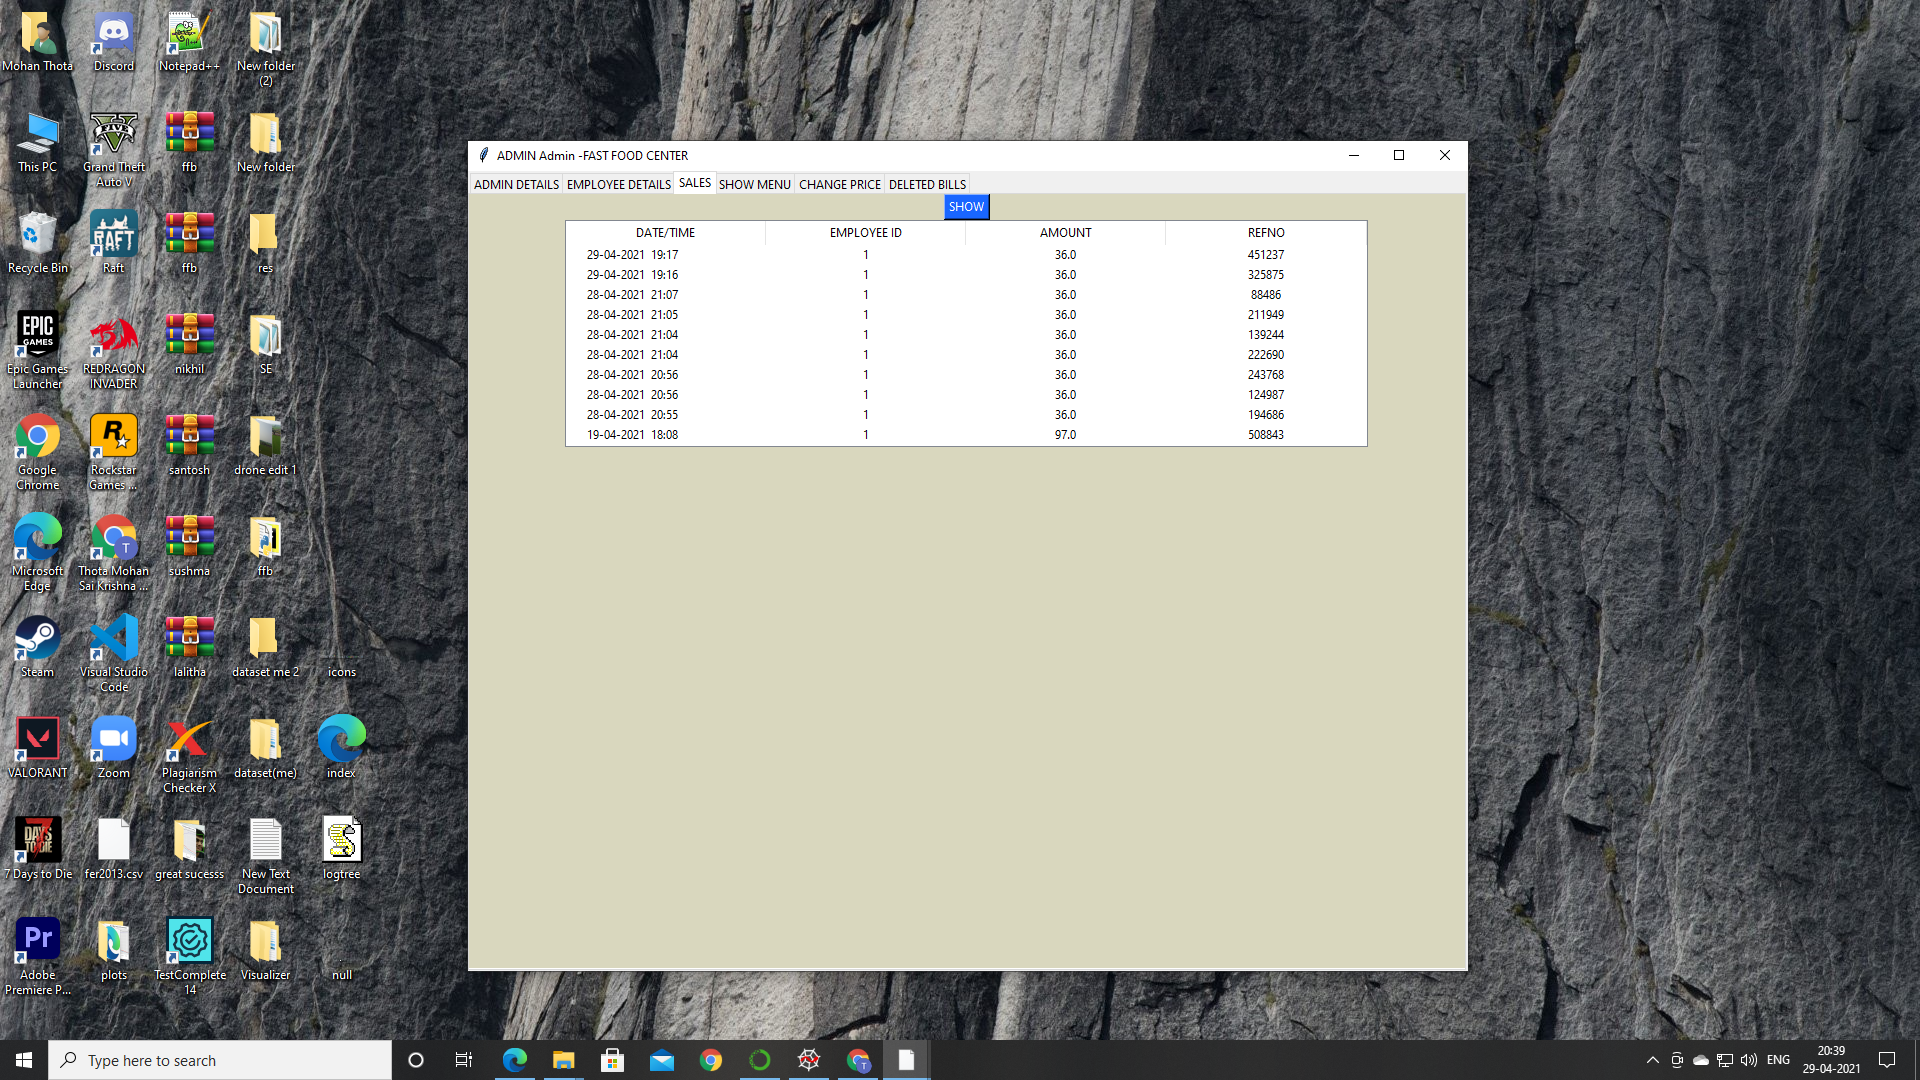 Mohan Thota
Discord
Notepad++
New folder
(2)
This PC
Grand Theft
Auto V
ffb
New folder
Recycle Bin
RAFT
Raft
ffb
res
EPIC
GAMES
Epic Games
Launcher
REDRAGON
INVADER
nikhil
SE
Google
Chrome
Rockstar
Games ...
santosh
drone edit 1
Microsoft
Edge
T
Thota Mohan
Sai Krishna ...
sushma
ffb
Steam
Visual Studio
Code
lalitha
dataset me 2
icons
VALORANT
Zoom
Plagiarism
Checker X
dataset(me)
index
DAYS
TO DIE
7 Days to Die
fer2013.csv
great sucesss
New Text
Document
logtree
Pr
Adobe
Premiere P...
plots
TestComplete
14
Visualizer
null
ADMIN Admin -FAST FOOD CENTER
ADMIN DETAILS EMPLOYEE DETAILS SALES SHOW MENU CHANGE PRICE DELETED BILLS
SHOW
DATE/TIME EMPLOYEE ID AMOUNT REFNO
29-04-2021 19:17 1 36.0 451237
29-04-2021 19:16 1 36.0 325875
28-04-2021 21:07 1 36.0 88486
28-04-2021 21:05 1 36.0 211949
28-04-2021 21:04 1 36.0 139244
28-04-2021 21:04 1 36.0 222690
28-04-2021 20:56 1 36.0 243768
28-04-2021 20:56 1 36.0 124987
28-04-2021 20:55 1 36.0 194686
19-04-2021 18:08 1 97.0 508843
Type here to search
T
ENG
20:39
29-04-2021